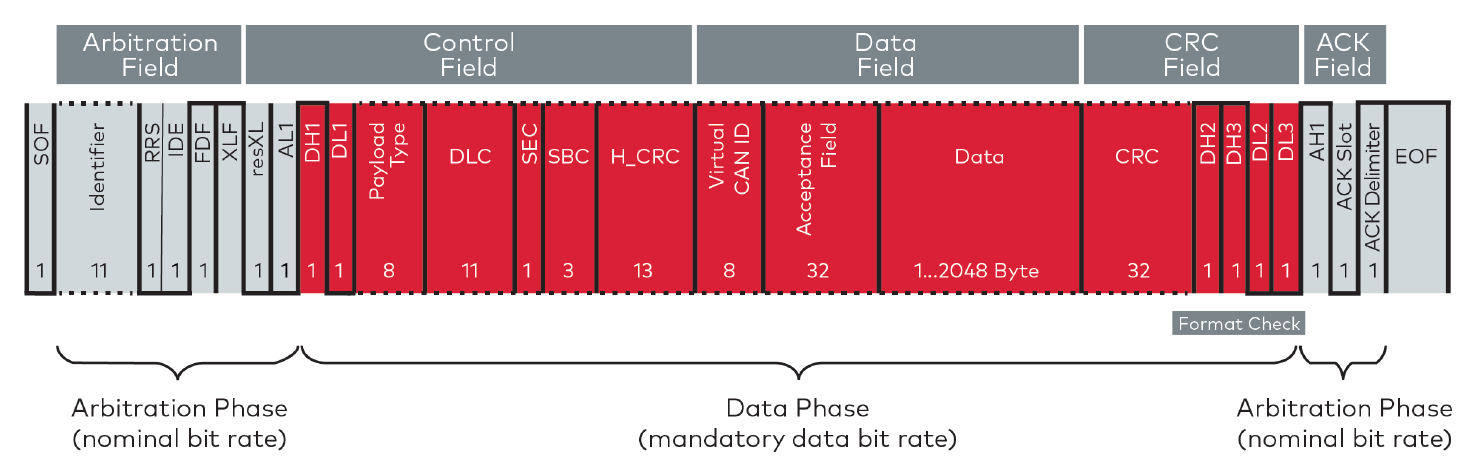 Arbitration
Field
Control
Field
Data
Field
CRC
Field
ACK
Field
SOF
Identifier
RRS
IDE
FDF
XLF
resXL
AL1
DH1
DL1
Payload
Type
DLC
SEC
SBC
H_CRC
Virtual
CAN ID
Acceptance
Field
Data
CRC
DH2
DH3
DL2
DL3
AH1
ACK Slot
ACK Delimiter
EOF
1
11
1
1
1
1
1
1
1
8
11
1
3
13
8
32
1...2048 Byte
32
1
1
1
1
1
1
1
Format Check
Arbitration Phase
(nominal bit rate)
Data Phase
(mandatory data bit rate)
Arbitration Phase
(nominal bit rate)